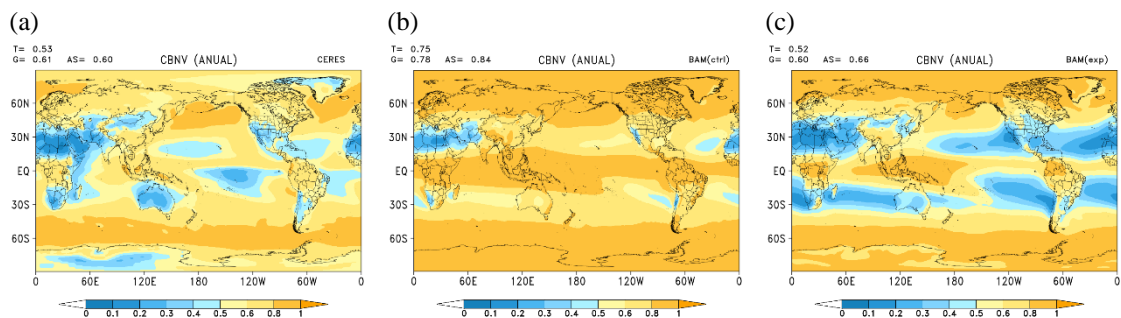 (a)
T= 0.53
G= 0.61 AS= 0.60 CBNV (ANUAL) CERES
60N
30N
EQ
30S
60S
0 60E 120E 180 120W 60W 0
0 0.1 0.2 0.3 0.4 0.5 0.6 0.8 1
(b)
T= 0.75
G= 0.78 AS= 0.84 CBNV (ANUAL) BAM(ctrl)
60N
30N
EQ
30S
60S
0 60E 120E 180 120W 60W 0
0 0.1 0.2 0.3 0.4 0.5 0.6 0.8 1
(c)
T= 0.52
G= 0.60 AS= 0.66 CBNV (ANUAL) BAM(exp)
60N
30N
EQ
30S
60S
0 60E 120E 180 120W 60W 0
0 0.1 0.2 0.3 0.4 0.5 0.6 0.8 1